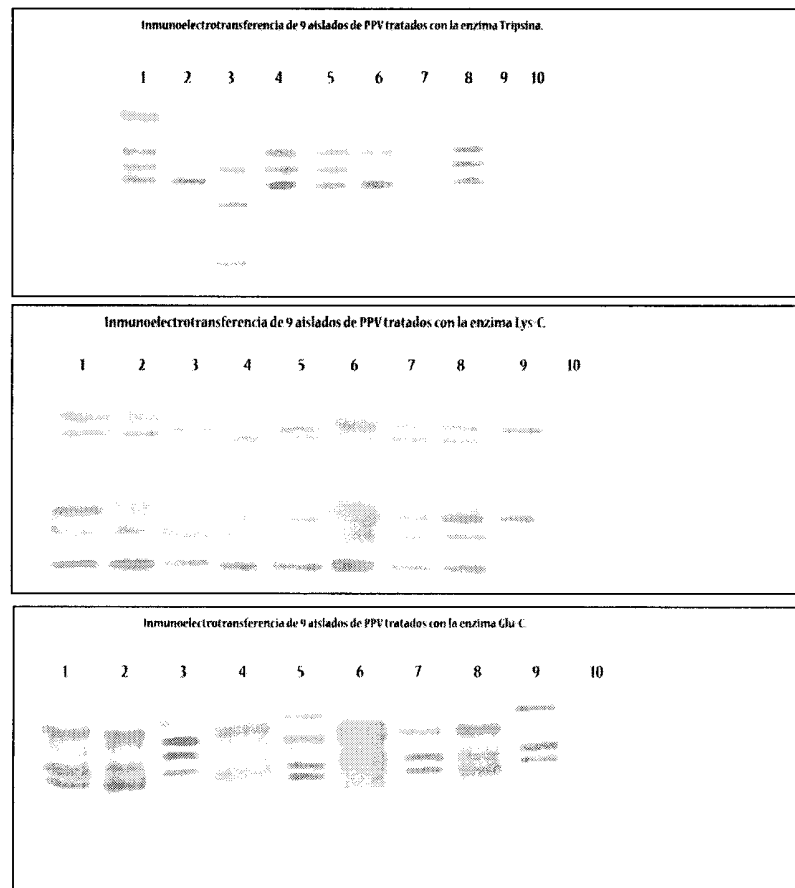 Inmunoelectrotransferencia de 9 aislados de PPV tratados con la enzima Tripsina.
1 2 3 4 5 6 7 8 9 10
Inmunoelectrotransferencia de 9 aislados de PPV tratados con la enzima Lys-C
1 2 3 4 5 6 7 8 9 10
Inmunoelectrotransferencia de 9 aislados de PPV tratados con la enzima Glu-C
1 2 3 4 5 6 7 8 9 10